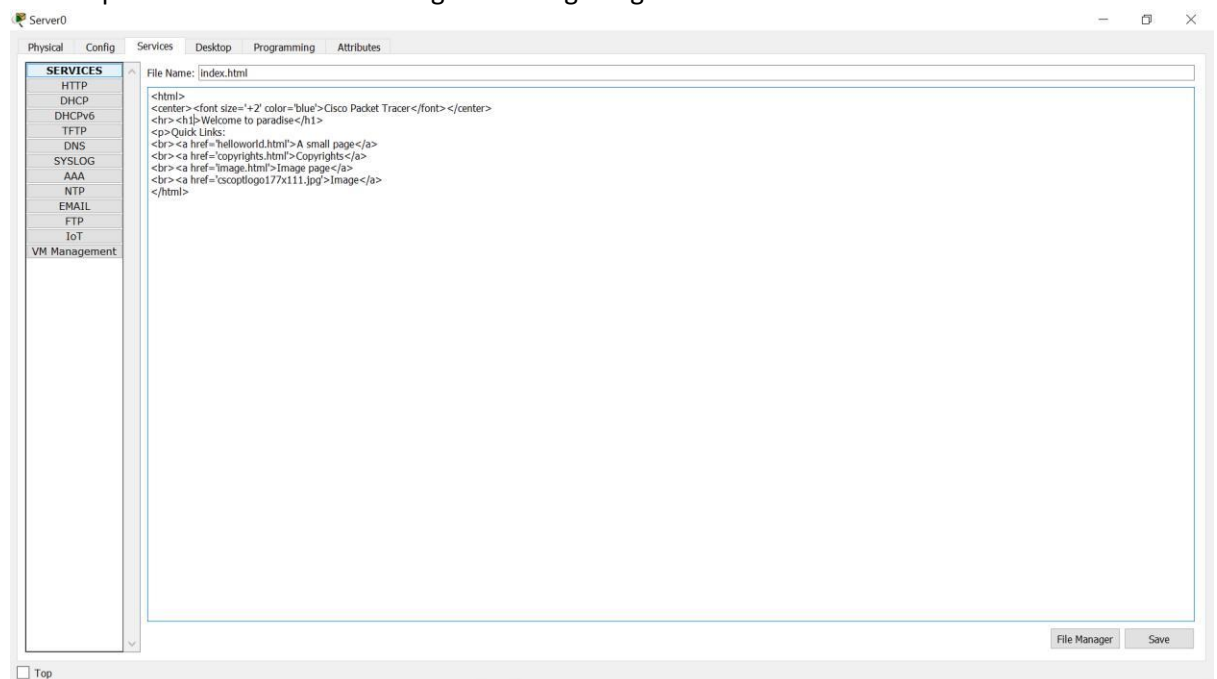 Server0
Physical Config Services Desktop Programming Attributes
SERVICES
HTTP
DHCP
DHCPv6
TFTP
DNS
SYSLOG
AAA
NTP
EMAIL
FTP
IoT
VM Management
File Name: index.html
<html>
<center><font size='+2' color='blue'>Cisco Packet Tracer</font></center>
<hr><h1>Welcome to paradise</h1>
<p>Quick Links:
<br><a href='helloworld.html'>A small page</a>
<br><a href='copyrights.html'>Copyrights</a>
<br><a href='image.html'>Image page</a>
<br><a href='cscoptlogo177x111.jpg'>Image</a>
</html>
File Manager Save
Top